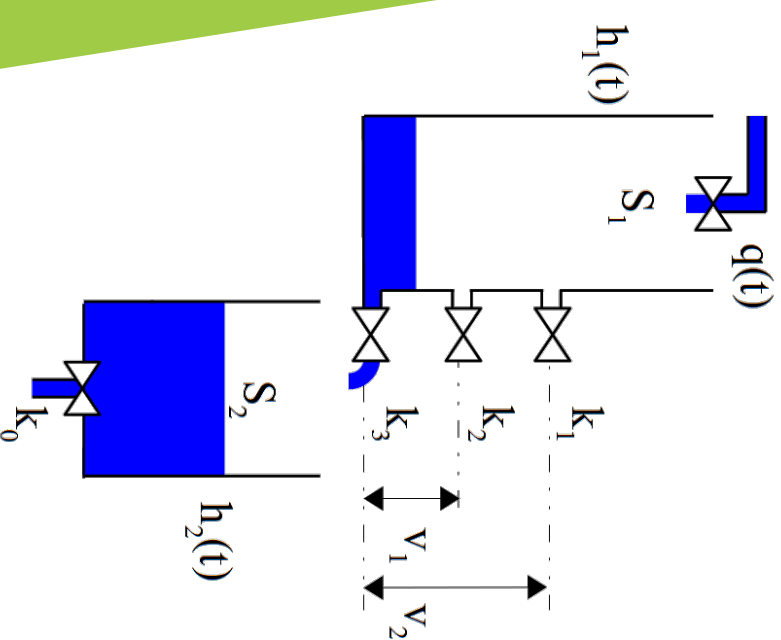 q(t)
h₁(t)
S₁
k₁
v₂
k₂
v₁
k₃
S₂
h₂(t)
k₀